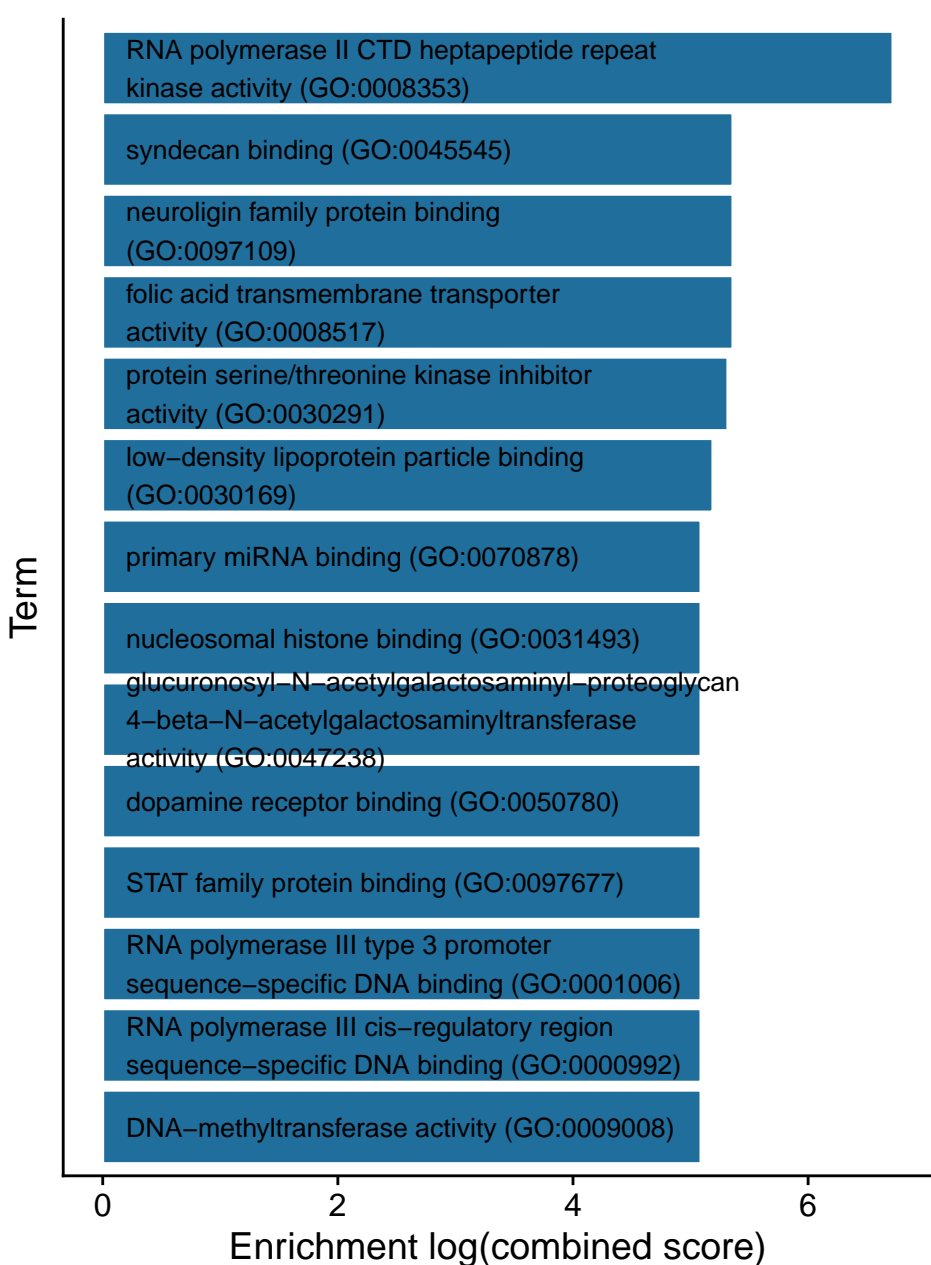 RNA polymerase II CTD heptapeptide repeat
kinase activity (GO:0008353)
syndecan binding (GO:0045545)
neuroligin family protein binding
(GO:0097109)
folic acid transmembrane transporter
activity (GO:0008517)
protein serine/threonine kinase inhibitor
activity (GO:0030291)
low−density lipoprotein particle binding
(GO:0030169)
primary miRNA binding (GO:0070878)
nucleosomal histone binding (GO:0031493)
glucuronosyl−N−acetylgalactosaminyl−proteoglycan
4−beta−N−acetylgalactosaminyltransferase
activity (GO:0047238)
dopamine receptor binding (GO:0050780)
STAT family protein binding (GO:0097677)
RNA polymerase III type 3 promoter
sequence−specific DNA binding (GO:0001006)
RNA polymerase III cis−regulatory region
sequence−specific DNA binding (GO:0000992)
DNA−methyltransferase activity (GO:0009008)
Term
0 2 4 6
Enrichment log(combined score)